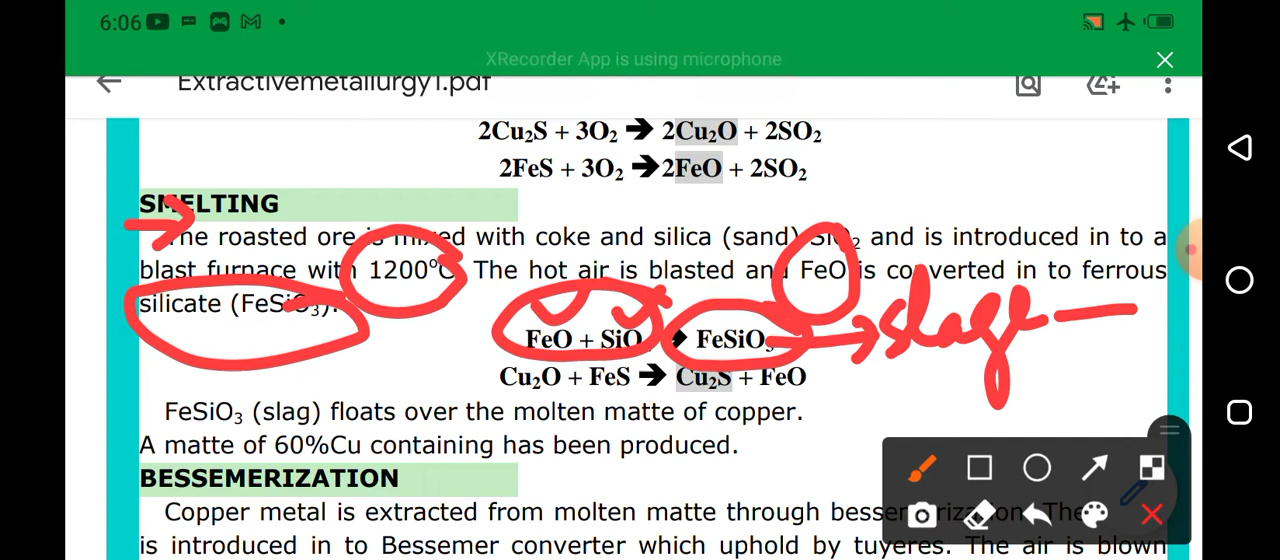 6:06
XRecorder App is using microphone
Extractivemetallurgy1.pdf
2Cu₂S + 3O₂ ➔ 2Cu₂O + 2SO₂
2FeS + 3O₂ ➔2FeO + 2SO₂
SMELTING
The roasted ore is mixed with coke and silica (sand) SiO₂ and is introduced in to a
blast furnace with 1200⁰C. The hot air is blasted and FeO is converted in to ferrous
silicate (FeSiO₃).
FeO + SiO ➔ FeSiO₃ slage
Cu₂O + FeS ➔ Cu₂S + FeO
FeSiO₃ (slag) floats over the molten matte of copper.
A matte of 60%Cu containing has been produced.
BESSEMERIZATION
Copper metal is extracted from molten matte through
is introduced in to Bessemer converter which uphold by tuyeres. The air is blown